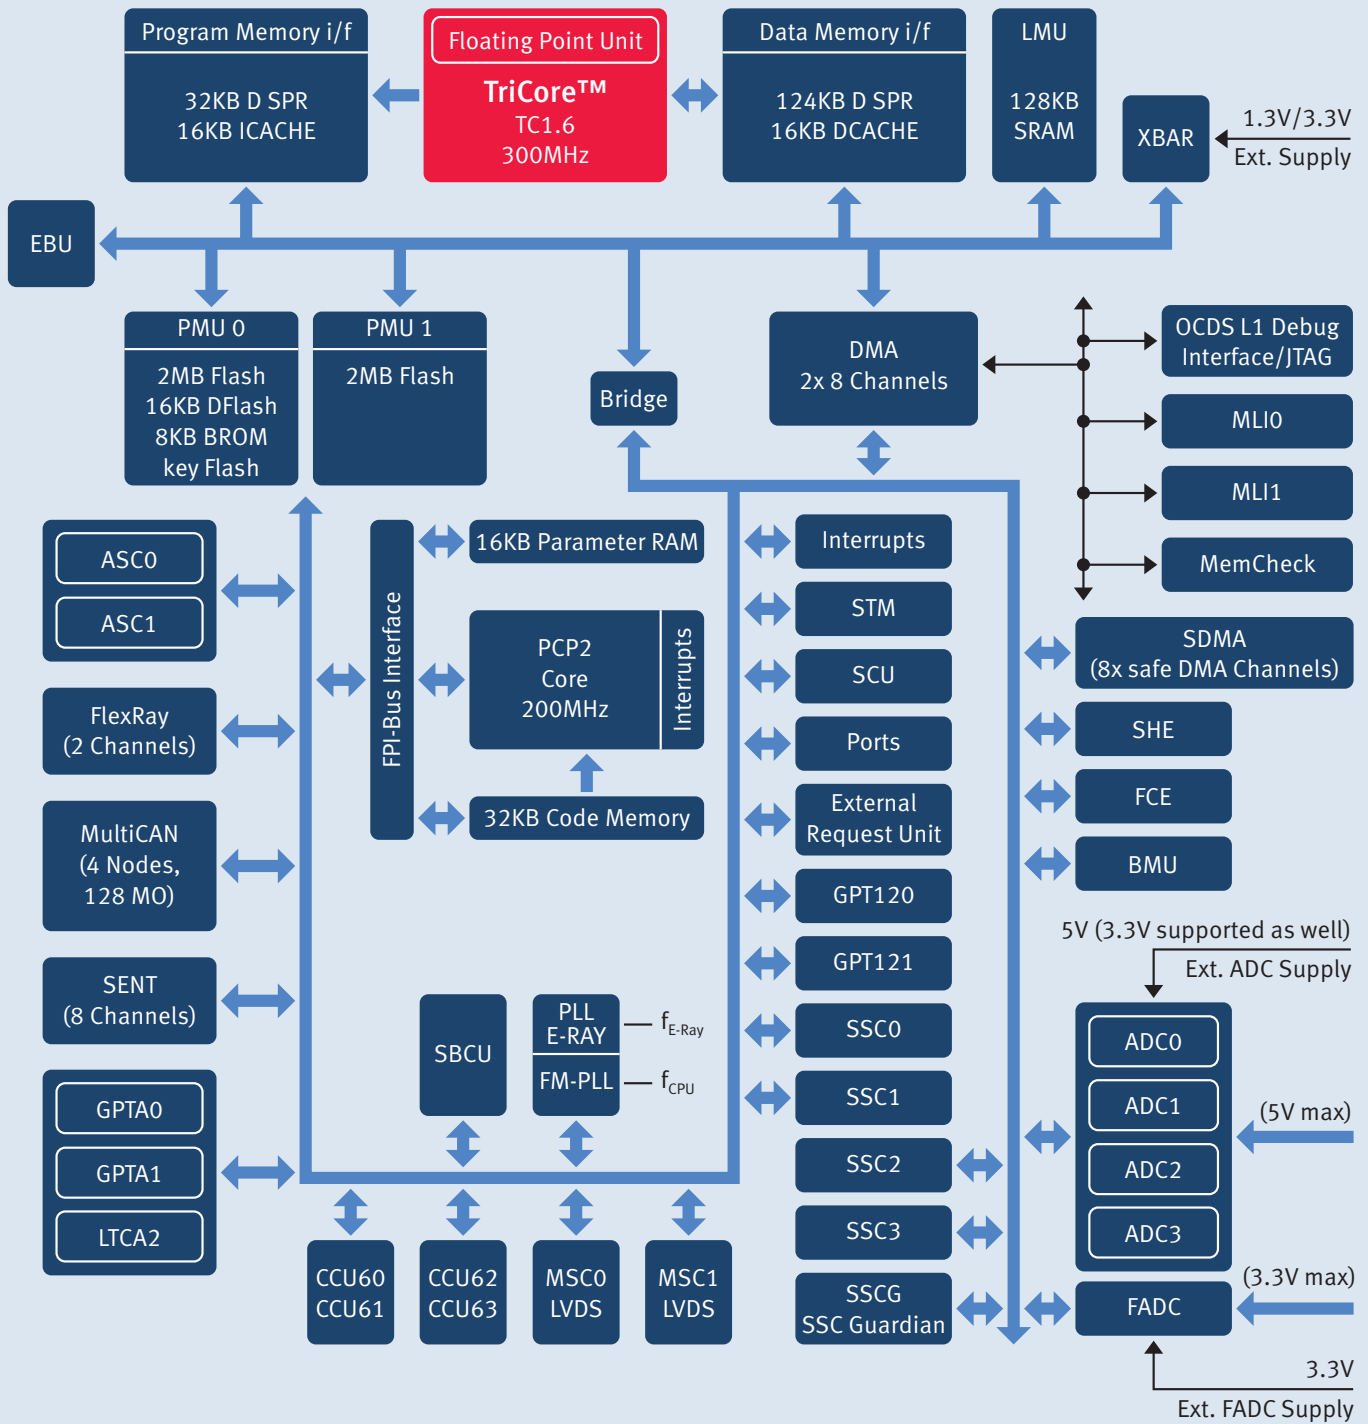 Program Memory i/f
32KB D SPR
16KB ICACHE
Floating Point Unit
TriCore™
TC1.6
300MHz
Data Memory i/f
124KB D SPR
16KB DCACHE
LMU
128KB
SRAM
XBAR
1.3V/3.3V
Ext. Supply
EBU
PMU 0
2MB Flash
16KB DFlash
8KB BROM
key Flash
PMU 1
2MB Flash
Bridge
DMA
2x 8 Channels
OCDS L1 Debug
Interface/JTAG
MLI0
MLI1
MemCheck
ASC0
ASC1
FlexRay
(2 Channels)
MultiCAN
(4 Nodes,
128 MO)
SENT
(8 Channels)
GPTA0
GPTA1
LTCA2
FPI-Bus Interface
16KB Parameter RAM
PCP2
Core
200MHz
Interrupts
32KB Code Memory
SBCU
PLL
E-RAY
FM-PLL
fE-Ray
fCPU
CCU60
CCU61
CCU62
CCU63
MSC0
LVDS
MSC1
LVDS
Interrupts
STM
SCU
Ports
External
Request Unit
GPT120
GPT121
SSC0
SSC1
SSC2
SSC3
SSCG
SSC Guardian
SDMA
(8x safe DMA Channels)
SHE
FCE
BMU
5V (3.3V supported as well)
Ext. ADC Supply
ADC0
ADC1
ADC2
ADC3
(5V max)
(3.3V max)
FADC
3.3V
Ext. FADC Supply